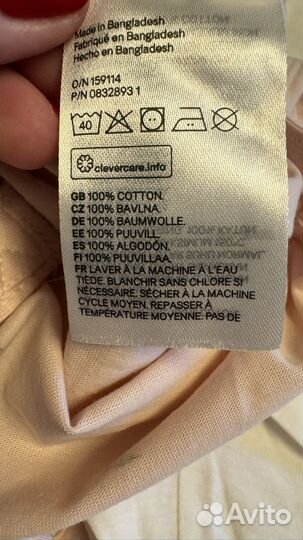 Made in Bangladesh
Fabriqué en Bangladesh
Hecho en Bangladesh
O/N 159114
P/N 0832893 1
40
clevercare.info
GB 100% COTTON.
CZ 100% BAVLNA.
DE 100% BAUMWOLLE.
EE 100% PUUVILL.
ES 100% ALGODÓN.
FI 100% PUUVILLAA.
FR LAVER À LA MACHINE À L'EAU
TIÈDE. BLANCHIR SANS CHLORE SI
NÉCESSAIRE. SÉCHER À LA MACHINE
CYCLE MOYEN. REPASSER À
TEMPÉRATURE MOYENNE. PAS DE
Avito